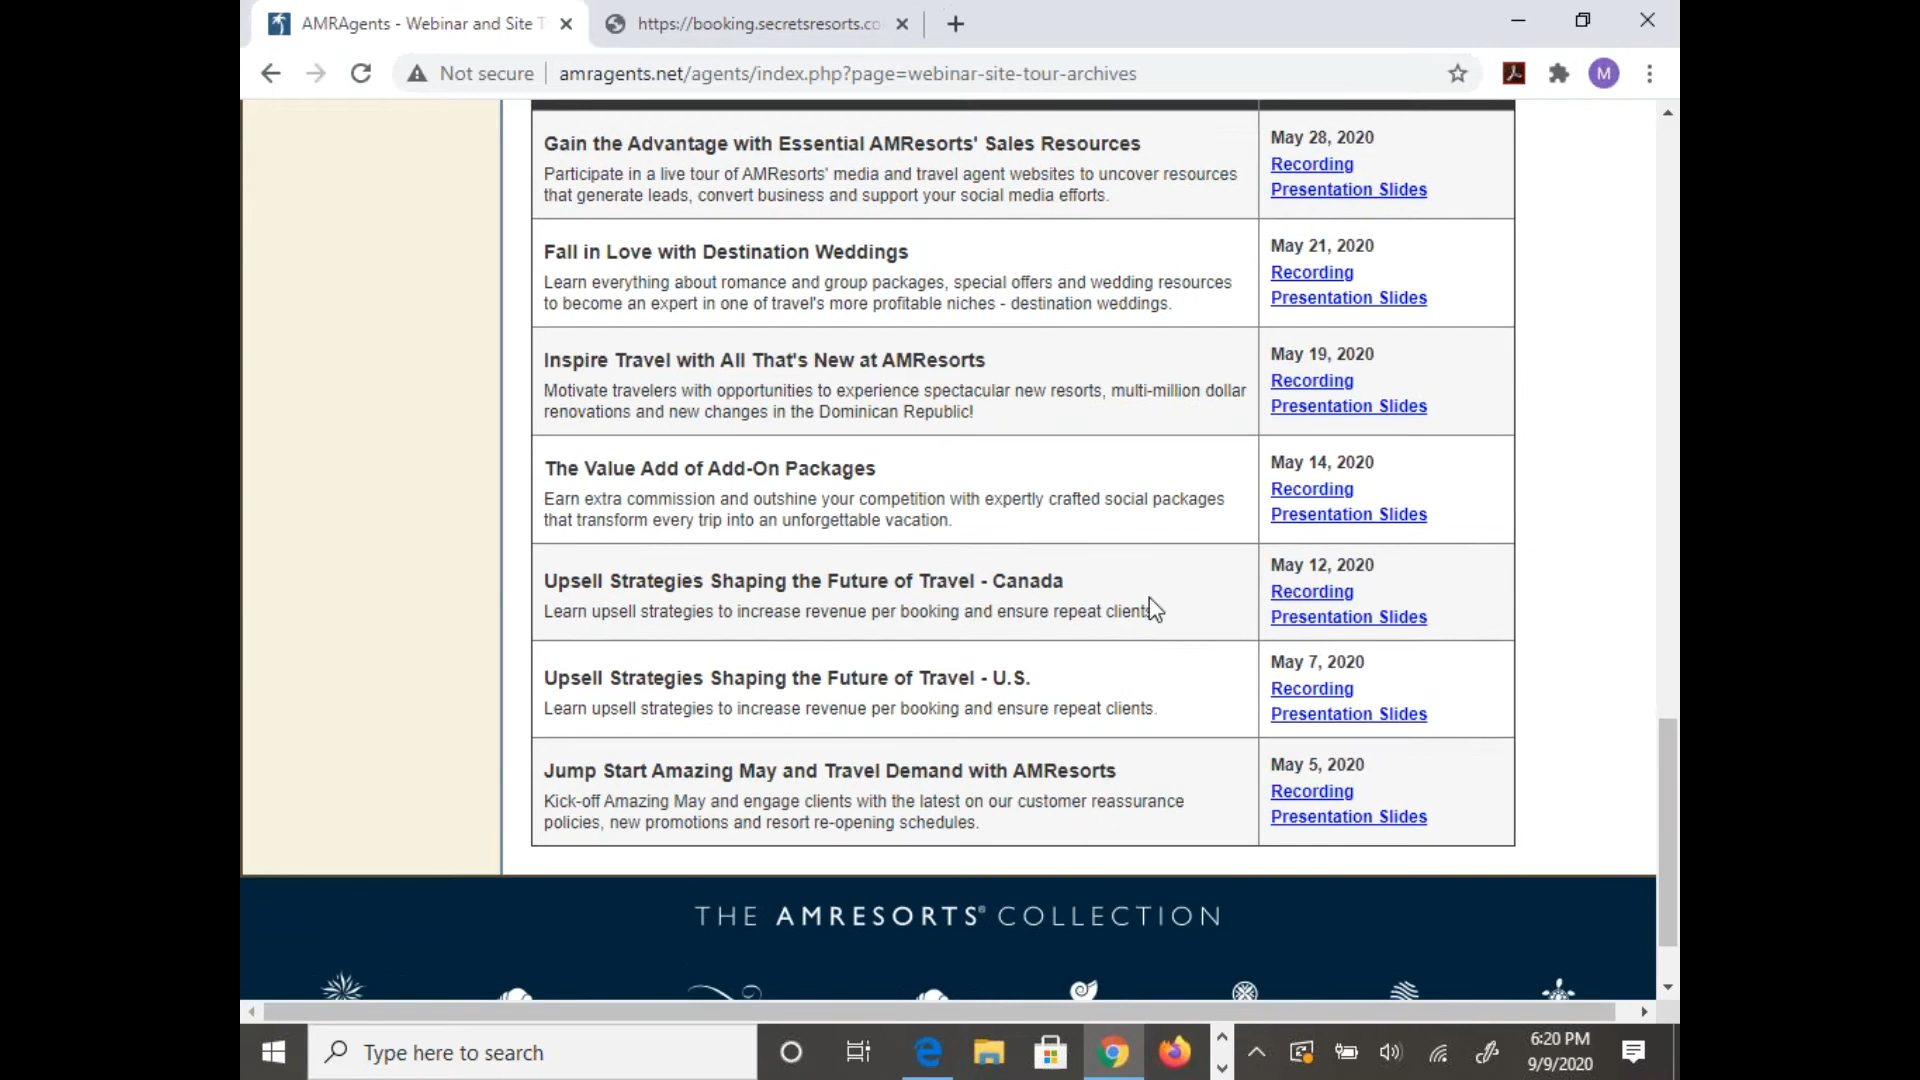 AMRAgents - Webinar and Site T
https://booking.secretsresorts.co
Not secure
amragents.net/agents/index.php?page=webinar-site-tour-archives
M
Gain the Advantage with Essential AMResorts' Sales Resources
Participate in a live tour of AMResorts' media and travel agent websites to uncover resources
that generate leads, convert business and support your social media efforts.
May 28, 2020
Recording
Presentation Slides
Fall in Love with Destination Weddings
Learn everything about romance and group packages, special offers and wedding resources
to become an expert in one of travel's more profitable niches - destination weddings.
May 21, 2020
Recording
Presentation Slides
Inspire Travel with All That's New at AMResorts
Motivate travelers with opportunities to experience spectacular new resorts, multi-million dollar
renovations and new changes in the Dominican Republic!
May 19, 2020
Recording
Presentation Slides
The Value Add of Add-On Packages
Earn extra commission and outshine your competition with expertly crafted social packages
that transform every trip into an unforgettable vacation.
May 14, 2020
Recording
Presentation Slides
Upsell Strategies Shaping the Future of Travel - Canada
Learn upsell strategies to increase revenue per booking and ensure repeat clients.
May 12, 2020
Recording
Presentation Slides
Upsell Strategies Shaping the Future of Travel - U.S.
Learn upsell strategies to increase revenue per booking and ensure repeat clients.
May 7, 2020
Recording
Presentation Slides
Jump Start Amazing May and Travel Demand with AMResorts
Kick-off Amazing May and engage clients with the latest on our customer reassurance
policies, new promotions and resort re-opening schedules.
May 5, 2020
Recording
Presentation Slides
THE AMRESORTS® COLLECTION
Type here to search
6:20 PM
9/9/2020